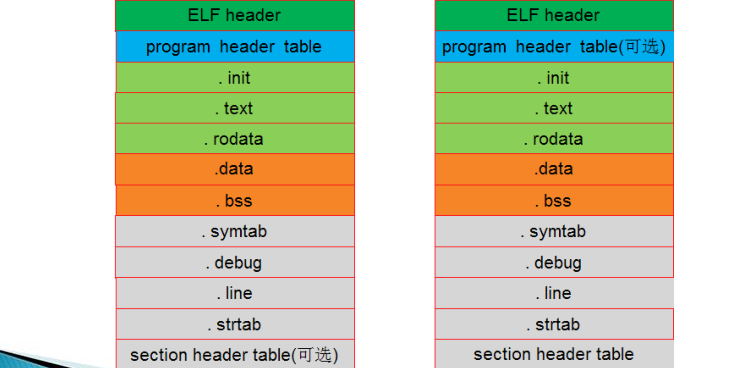 ELF header
program header table
. init
. text
. rodata
.data
. bss
. symtab
. debug
. line
. strtab
section header table(可选)
ELF header
program header table(可选)
. init
. text
. rodata
.data
. bss
. symtab
. debug
. line
. strtab
section header table